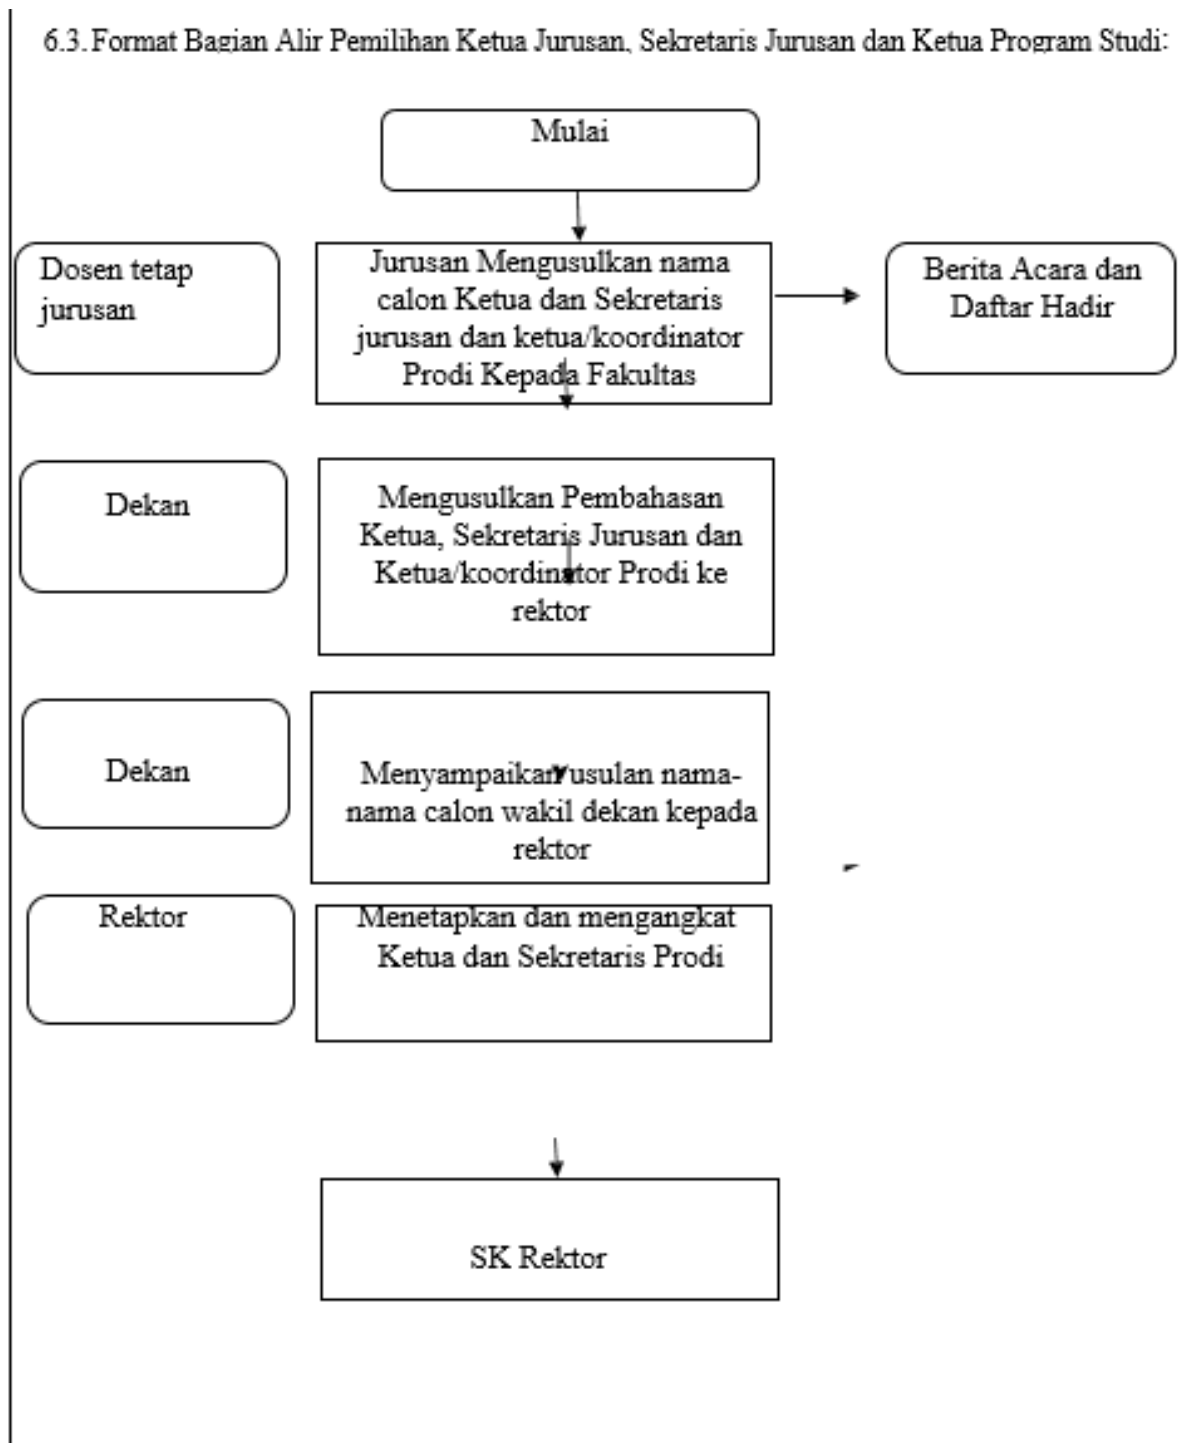 6.3. Format Bagian Alir Pemilihan Ketua Jurusan, Sekretaris Jurusan dan Ketua Program Studi:
Mulai
Dosen tetap
jurusan
Jurusan Mengusulkan nama
calon Ketua dan Sekretaris
jurusan dan ketua/koordinator
Prodi Kepada Fakultas
Berita Acara dan
Daftar Hadir
Dekan
Mengusulkan Pembahasan
Ketua, Sekretaris Jurusan dan
Ketua/koordinator Prodi ke
rektor
Dekan
Menyampaikan usulan nama-
nama calon wakil dekan kepada
rektor
Rektor
Menetapkan dan mengangkat
Ketua dan Sekretaris Prodi
SK Rektor